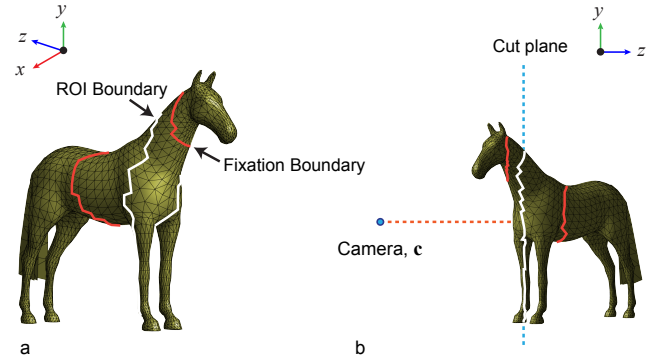 y
z
x
ROI Boundary
Fixation Boundary
a
y
z
Cut plane
Camera, c
b